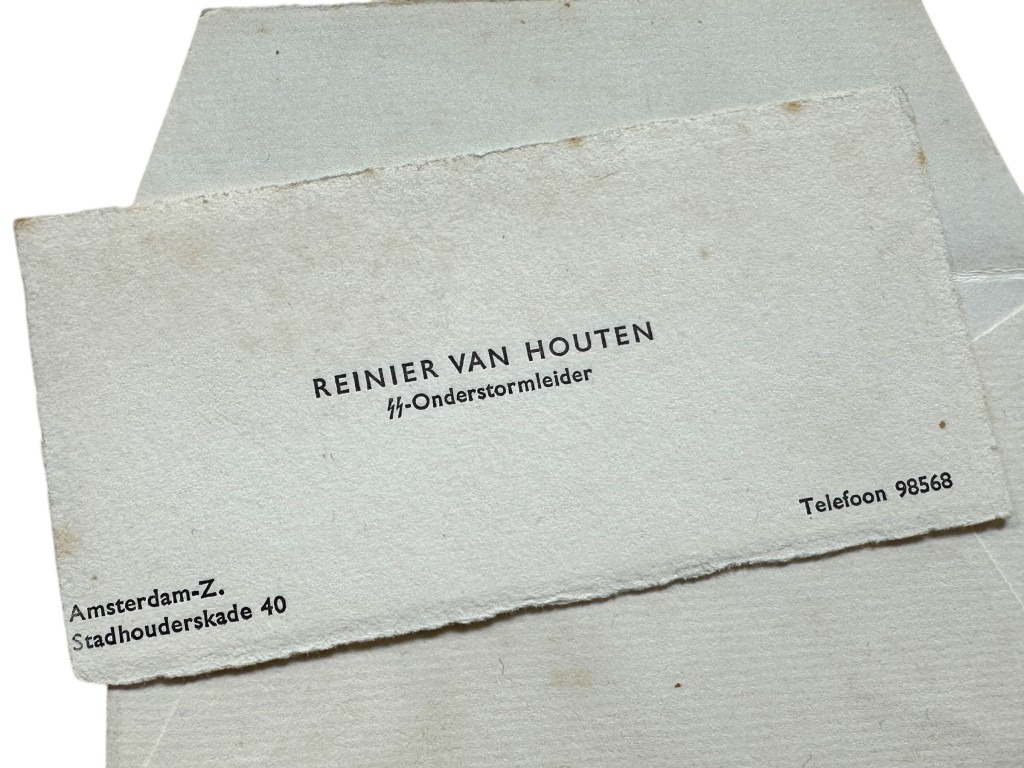 REINIER VAN HOUTEN
ᛋᛋ-Onderstormleider
Telefoon 98568
Amsterdam-Z.
Stadhouderskade 40